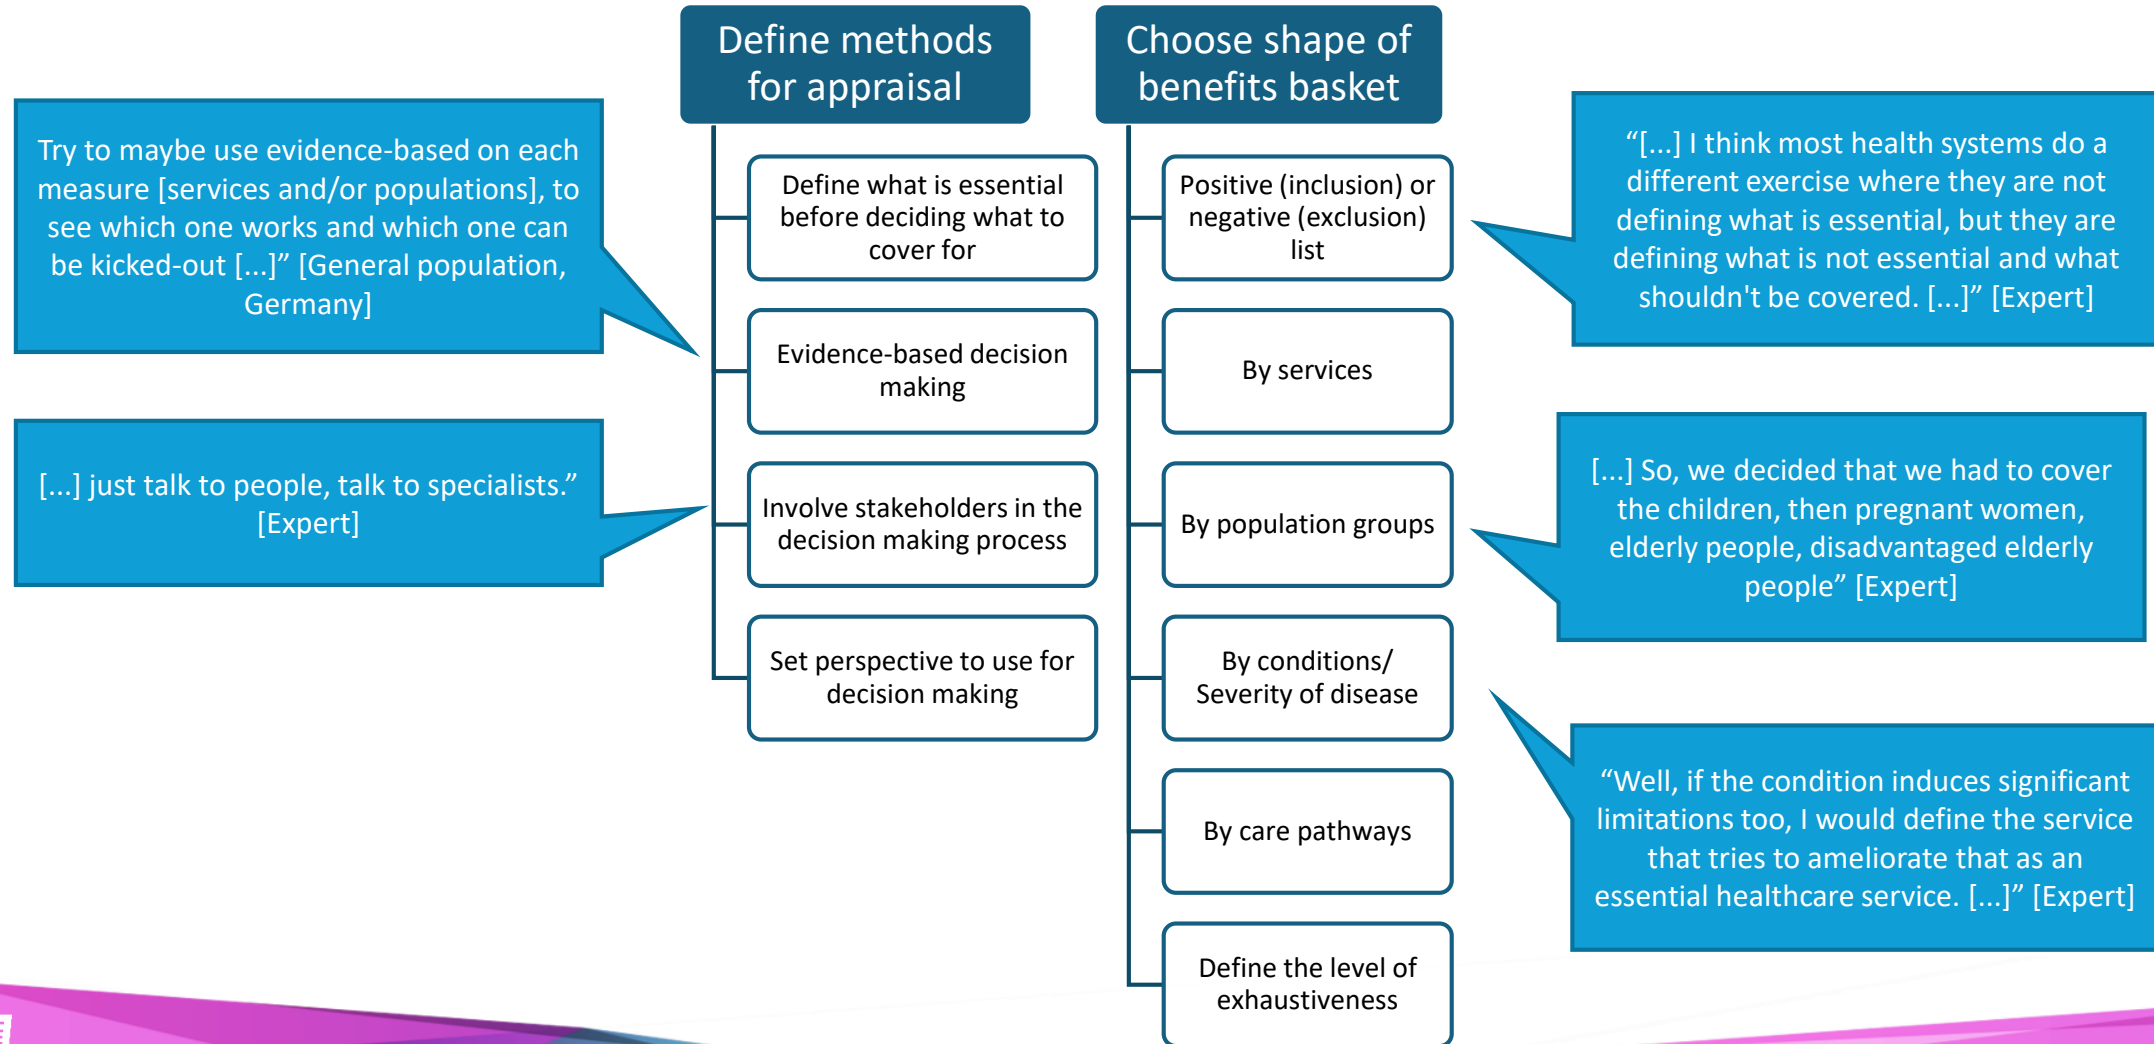 Define methods
for appraisal
Choose shape of
benefits basket
Try to maybe use evidence-based on each
measure [services and/or populations], to
see which one works and which one can
be kicked-out [...]” [General population,
Germany]
[...] just talk to people, talk to specialists.”
[Expert]
Define what is essential
before deciding what to
cover for
Evidence-based decision
making
Involve stakeholders in the
decision making process
Set perspective to use for
decision making
Positive (inclusion) or
negative (exclusion)
list
By services
By population groups
By conditions/
Severity of disease
By care pathways
Define the level of
exhaustiveness
“[...] I think most health systems do a
different exercise where they are not
defining what is essential, but they are
defining what is not essential and what
shouldn't be covered. [...]” [Expert]
[...] So, we decided that we had to cover
the children, then pregnant women,
elderly people, disadvantaged elderly
people” [Expert]
“Well, if the condition induces significant
limitations too, I would define the service
that tries to ameliorate that as an
essential healthcare service. [...]” [Expert]